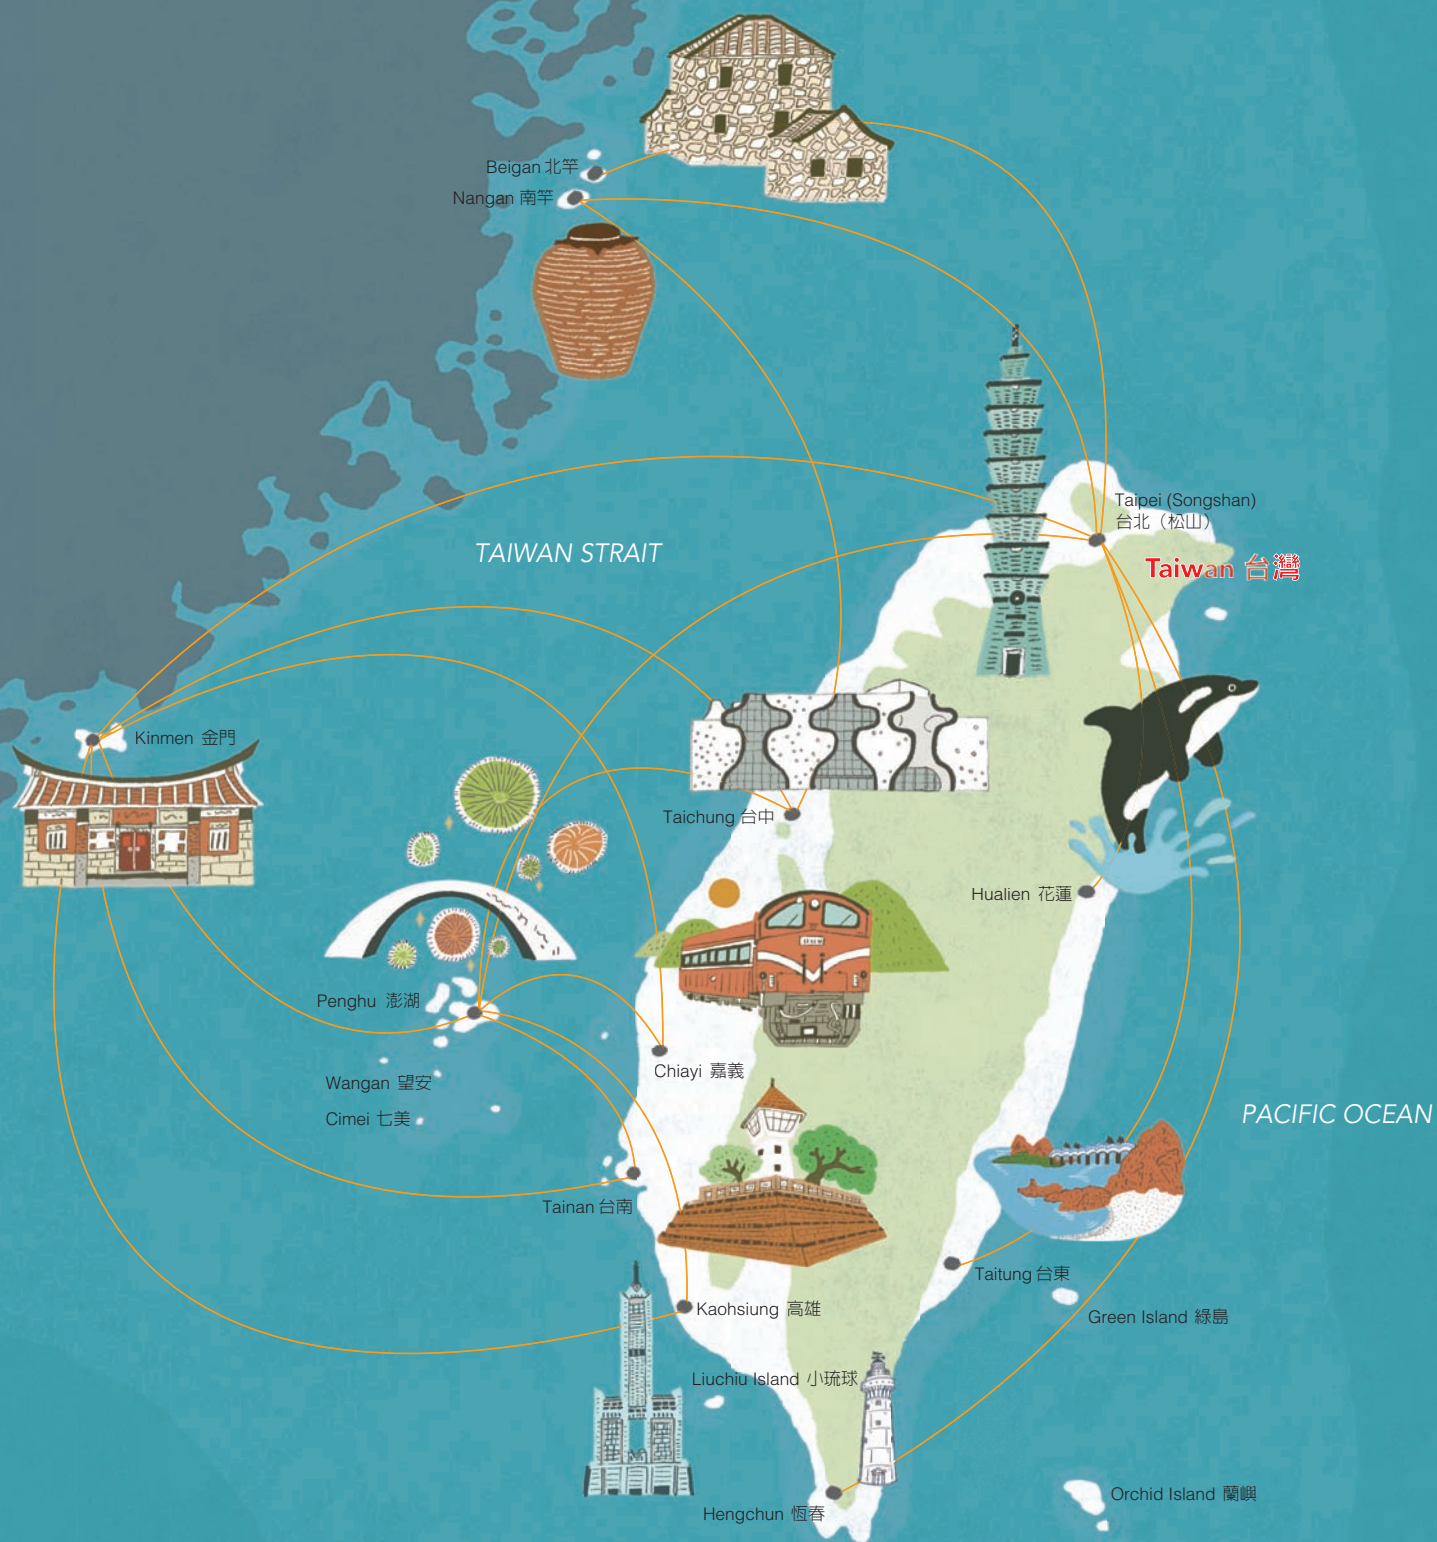 Beigan 北竿
Nangan 南竿
Taipei (Songshan)
台北（松山）
TAIWAN STRAIT
Taiwan 台灣
Kinmen 金門
Taichung 台中
Hualien 花蓮
Penghu 澎湖
Chiayi 嘉義
Wangan 望安
Cimei 七美
PACIFIC OCEAN
Tainan 台南
Taitung 台東
Kaohsiung 高雄
Green Island 綠島
Liuchiu Island 小琉球
Orchid Island 蘭嶼
Hengchun 恆春